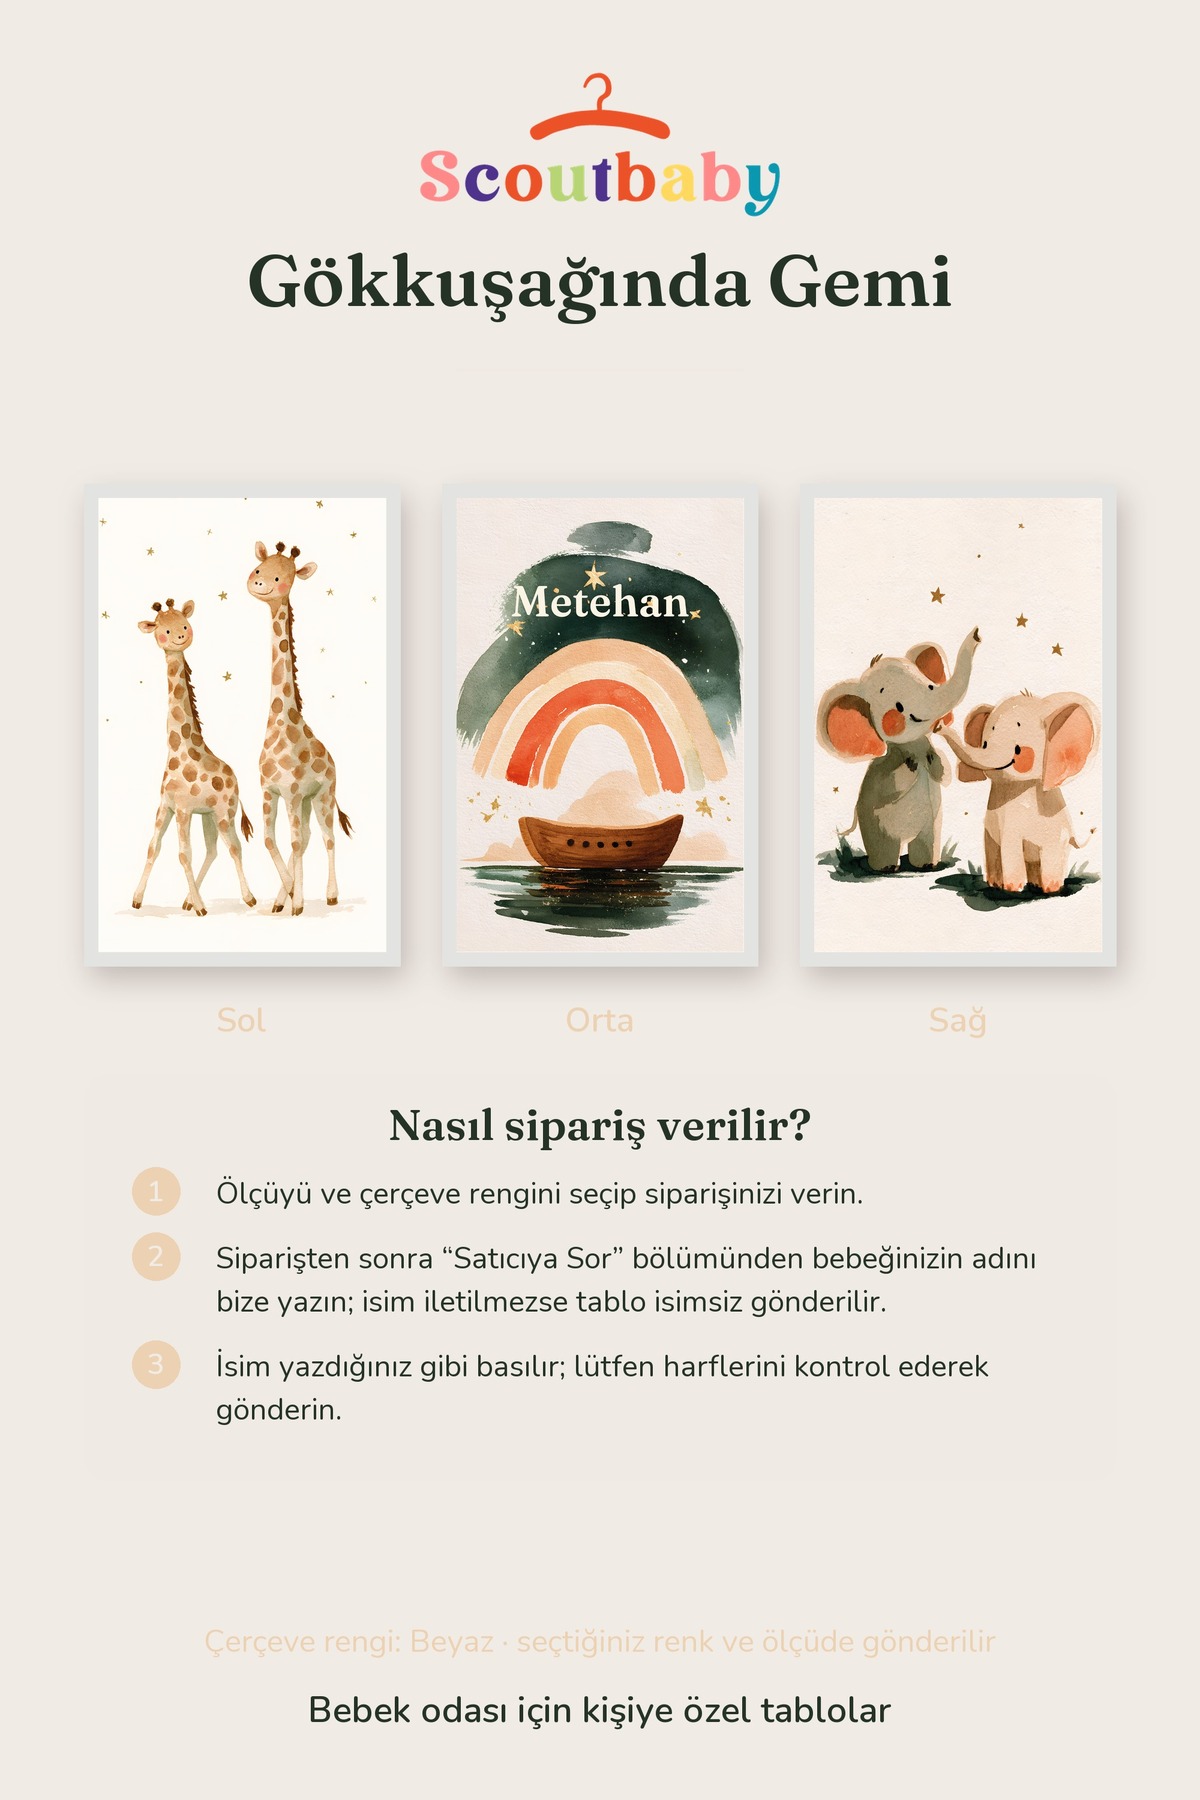 Scoutbaby
Gökkuşağında Gemi
Metehan
Sol
Orta
Sağ
Nasıl sipariş verilir?
1 Ölçüyü ve çerçeve rengini seçip siparişinizi verin.
2 Siparişten sonra “Satıcıya Sor” bölümünden bebeğinizin adını
bize yazın; isim iletilmezse tablo isimsiz gönderilir.
3 İsim yazdığınız gibi basılır; lütfen harflerini kontrol ederek
gönderin.
Çerçeve rengi: Beyaz · seçtiğiniz renk ve ölçüde gönderilir
Bebek odası için kişiye özel tablolar